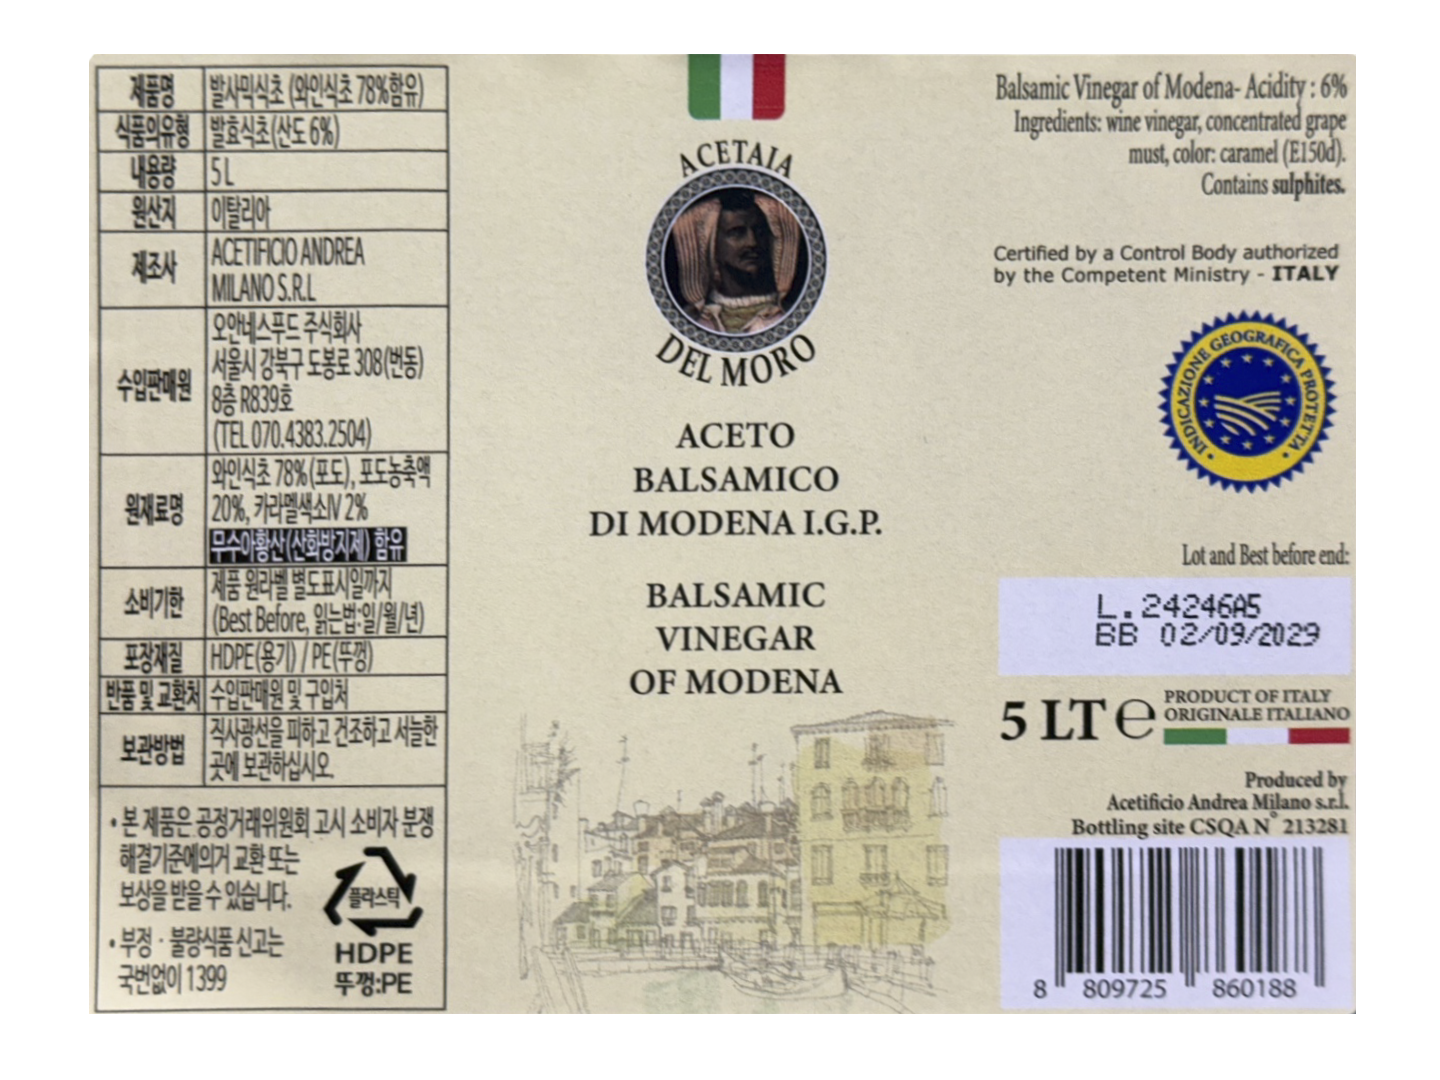 제품명 발사믹식초 (와인식초 78%함유)
식품의유형 발효식초(산도 6%)
내용량 5 L
원산지 이탈리아
제조사 ACETIFICIO ANDREA
MILANO S.R.L
수입판매원 오안네스푸드 주식회사
서울시 강북구 도봉로 308(번동)
8층 R839호
(TEL 070.4383.2504)
원재료명 와인식초 78%(포도), 포도농축액
20%, 카라멜색소IV 2%
무수아황산(산화방지제) 함유
소비기한 제품 원라벨 별도표시일까지
(Best Before, 읽는법:일/월/년)
포장재질 HDPE(용기) / PE(뚜껑)
반품 및 교환처 수입판매원 및 구입처
보관방법 직사광선을 피하고 건조하고 서늘한
곳에 보관하십시오.
• 본 제품은 공정거래위원회 고시 소비자 분쟁
해결기준에의거 교환 또는
보상을 받을 수 있습니다.
• 부정 · 불량식품 신고는
국번없이 1399
플라스틱
HDPE
뚜껑:PE
ACETAIA
DEL MORO
ACETO
BALSAMICO
DI MODENA I.G.P.
BALSAMIC
VINEGAR
OF MODENA
Balsamic Vinegar of Modena- Acidity : 6%
Ingredients: wine vinegar, concentrated grape
must, color: caramel (E150d).
Contains sulphites.
Certified by a Control Body authorized
by the Competent Ministry - ITALY
INDICAZIONE GEOGRAFICA PROTETTA
Lot and Best before end:
L.24246A5
BB 02/09/2029
5 LT ℮
PRODUCT OF ITALY
ORIGINALE ITALIANO
Produced by
Acetificio Andrea Milano s.r.l.
Bottling site CSQA N° 213281
8 809725 860188